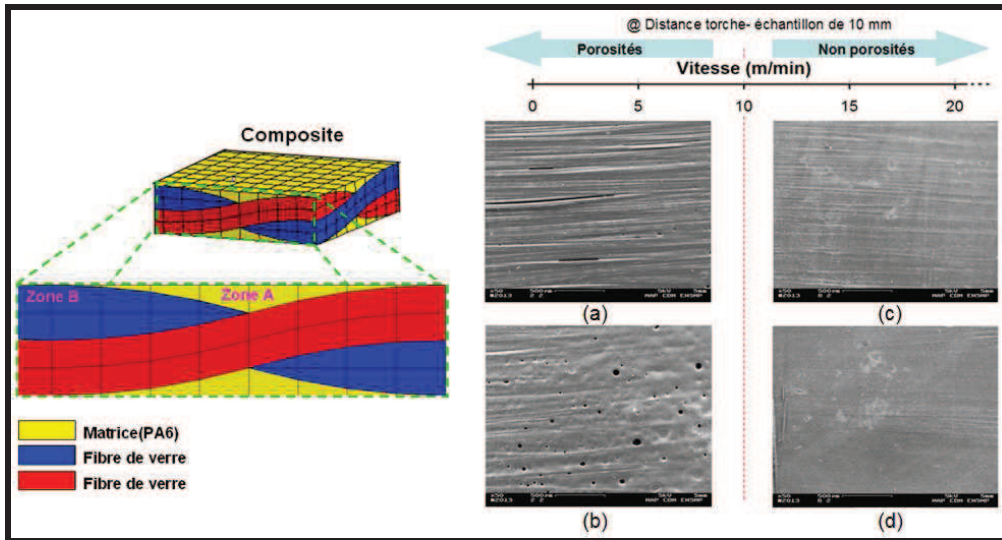 @ Distance torche- échantillon de 10 mm
Porosités
Non porosités
Vitesse (m/min)
0 5 10 15 20
Composite
Zone B
Zone A
Matrice(PA6)
Fibre de verre
Fibre de verre
(a)
(c)
(b)
(d)